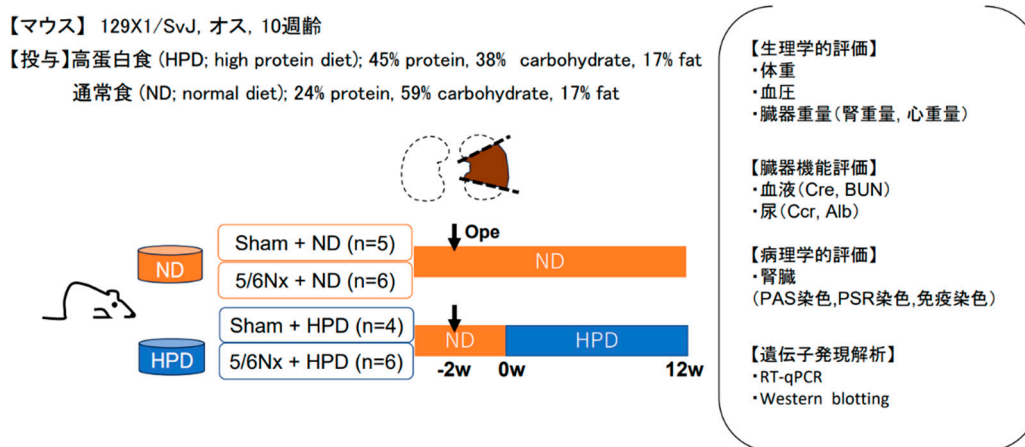 【マウス】 129X1/SvJ, オス, 10週齢
【投与】高蛋白食 (HPD; high protein diet); 45% protein, 38% carbohydrate, 17% fat
通常食 (ND; normal diet); 24% protein, 59% carbohydrate, 17% fat
Ope
ND
Sham + ND (n=5)
5/6Nx + ND (n=6)
ND
HPD
Sham + HPD (n=4)
5/6Nx + HPD (n=6)
ND
HPD
-2w
0w
12w
【生理学的評価】
・体重
・血圧
・臓器重量(腎重量, 心重量)
【臓器機能評価】
・血液(Cre, BUN)
・尿(Ccr, Alb)
【病理学的評価】
・腎臓
(PAS染色,PSR染色,免疫染色)
【遺伝子発現解析】
・RT-qPCR
・Western blotting